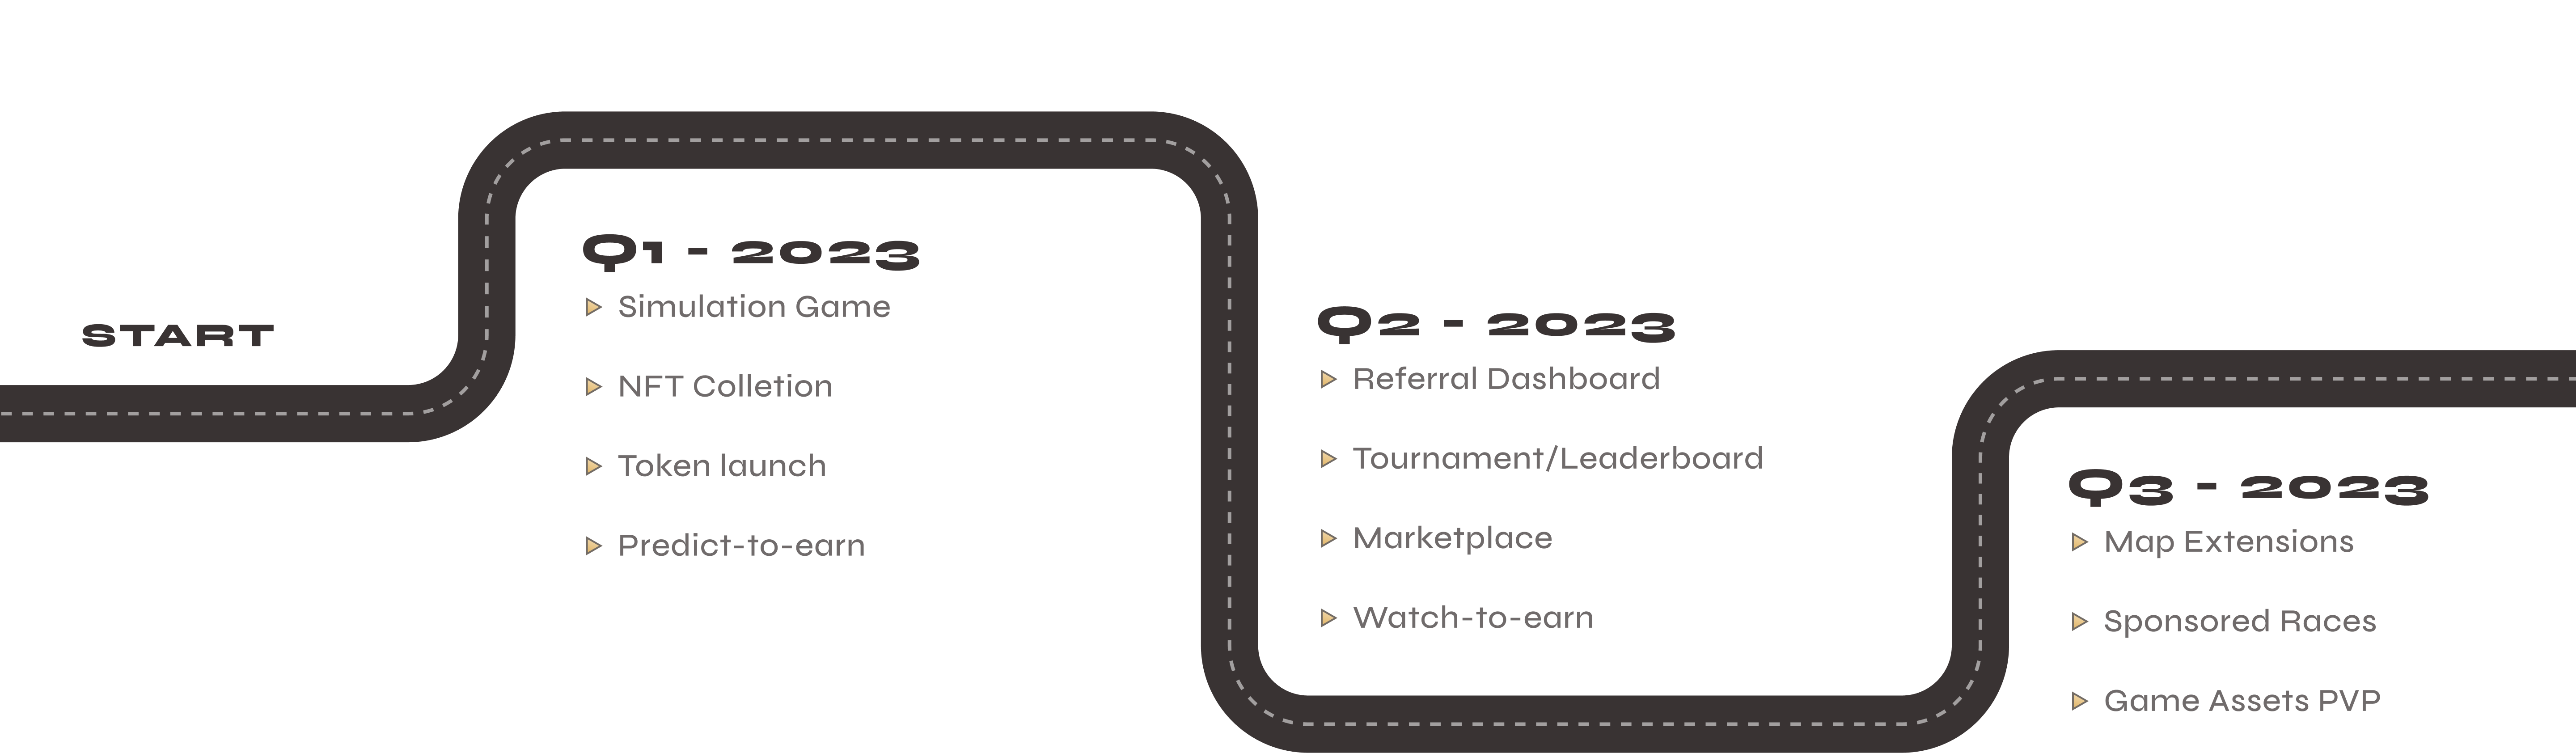 START
Q1 - 2023
Simulation Game
NFT Colletion
Token launch
Predict-to-earn
Q2 - 2023
Referral Dashboard
Tournament/Leaderboard
Marketplace
Watch-to-earn
Q3 - 2023
Map Extensions
Sponsored Races
Game Assets PVP